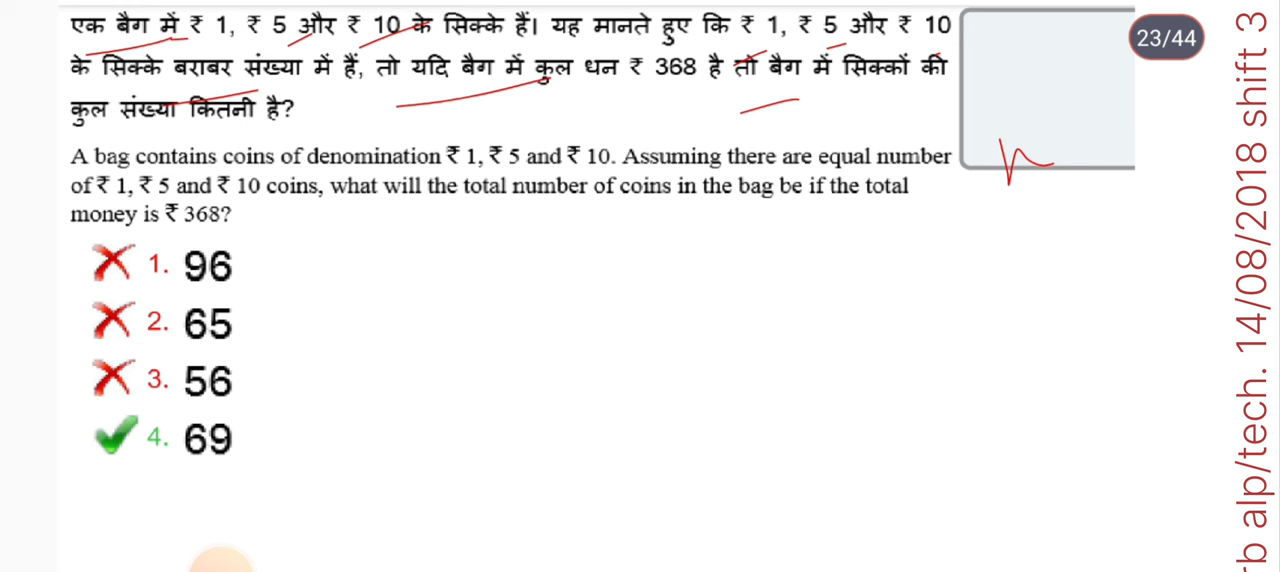 एक बैग में ₹ 1, ₹ 5 और ₹ 10 के सिक्के हैं। यह मानते हुए कि ₹ 1, ₹ 5 और ₹ 10
के सिक्के बराबर संख्या में हैं, तो यदि बैग में कुल धन ₹ 368 है तो बैग में सिक्कों की
कुल संख्या कितनी है?
A bag contains coins of denomination ₹ 1, ₹ 5 and ₹ 10. Assuming there are equal number
of ₹ 1, ₹ 5 and ₹ 10 coins, what will the total number of coins in the bag be if the total
money is ₹ 368?
1. 96
2. 65
3. 56
4. 69
23/44
rb alp/tech. 14/08/2018 shift 3